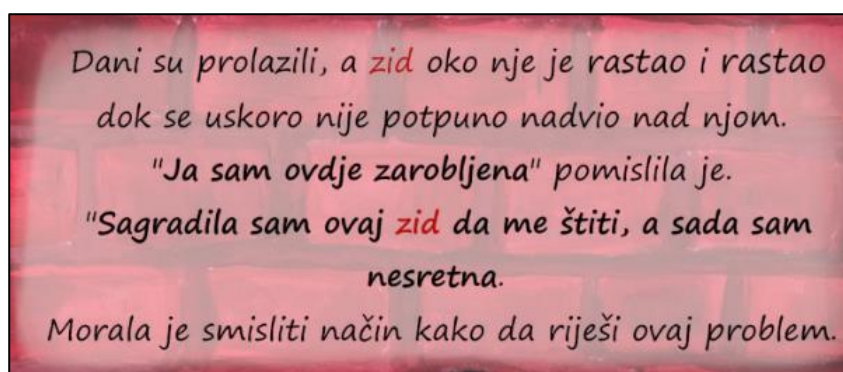 Dani su prolazili, a zid oko nje je rastao i rastao
dok se uskoro nije potpuno nadvio nad njom.
"Ja sam ovdje zarobljena" pomislila je.
"Sagradila sam ovaj zid da me štiti, a sada sam
nesretna.
Morala je smisliti način kako da riješi ovaj problem.